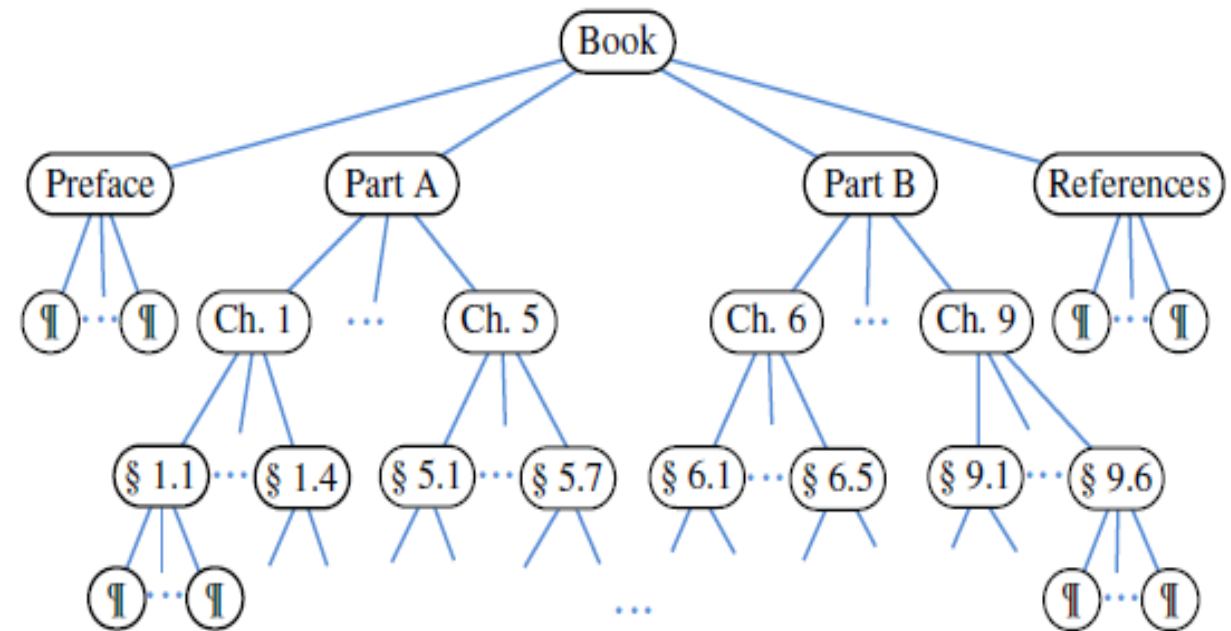 Book
Preface Part A Part B References
¶ ... ¶ Ch. 1 ... Ch. 5 Ch. 6 ... Ch. 9 ¶ ... ¶
§ 1.1 ... § 1.4 § 5.1 ... § 5.7 § 6.1 ... § 6.5 § 9.1 ... § 9.6
¶ ... ¶ ... ¶ ... ¶